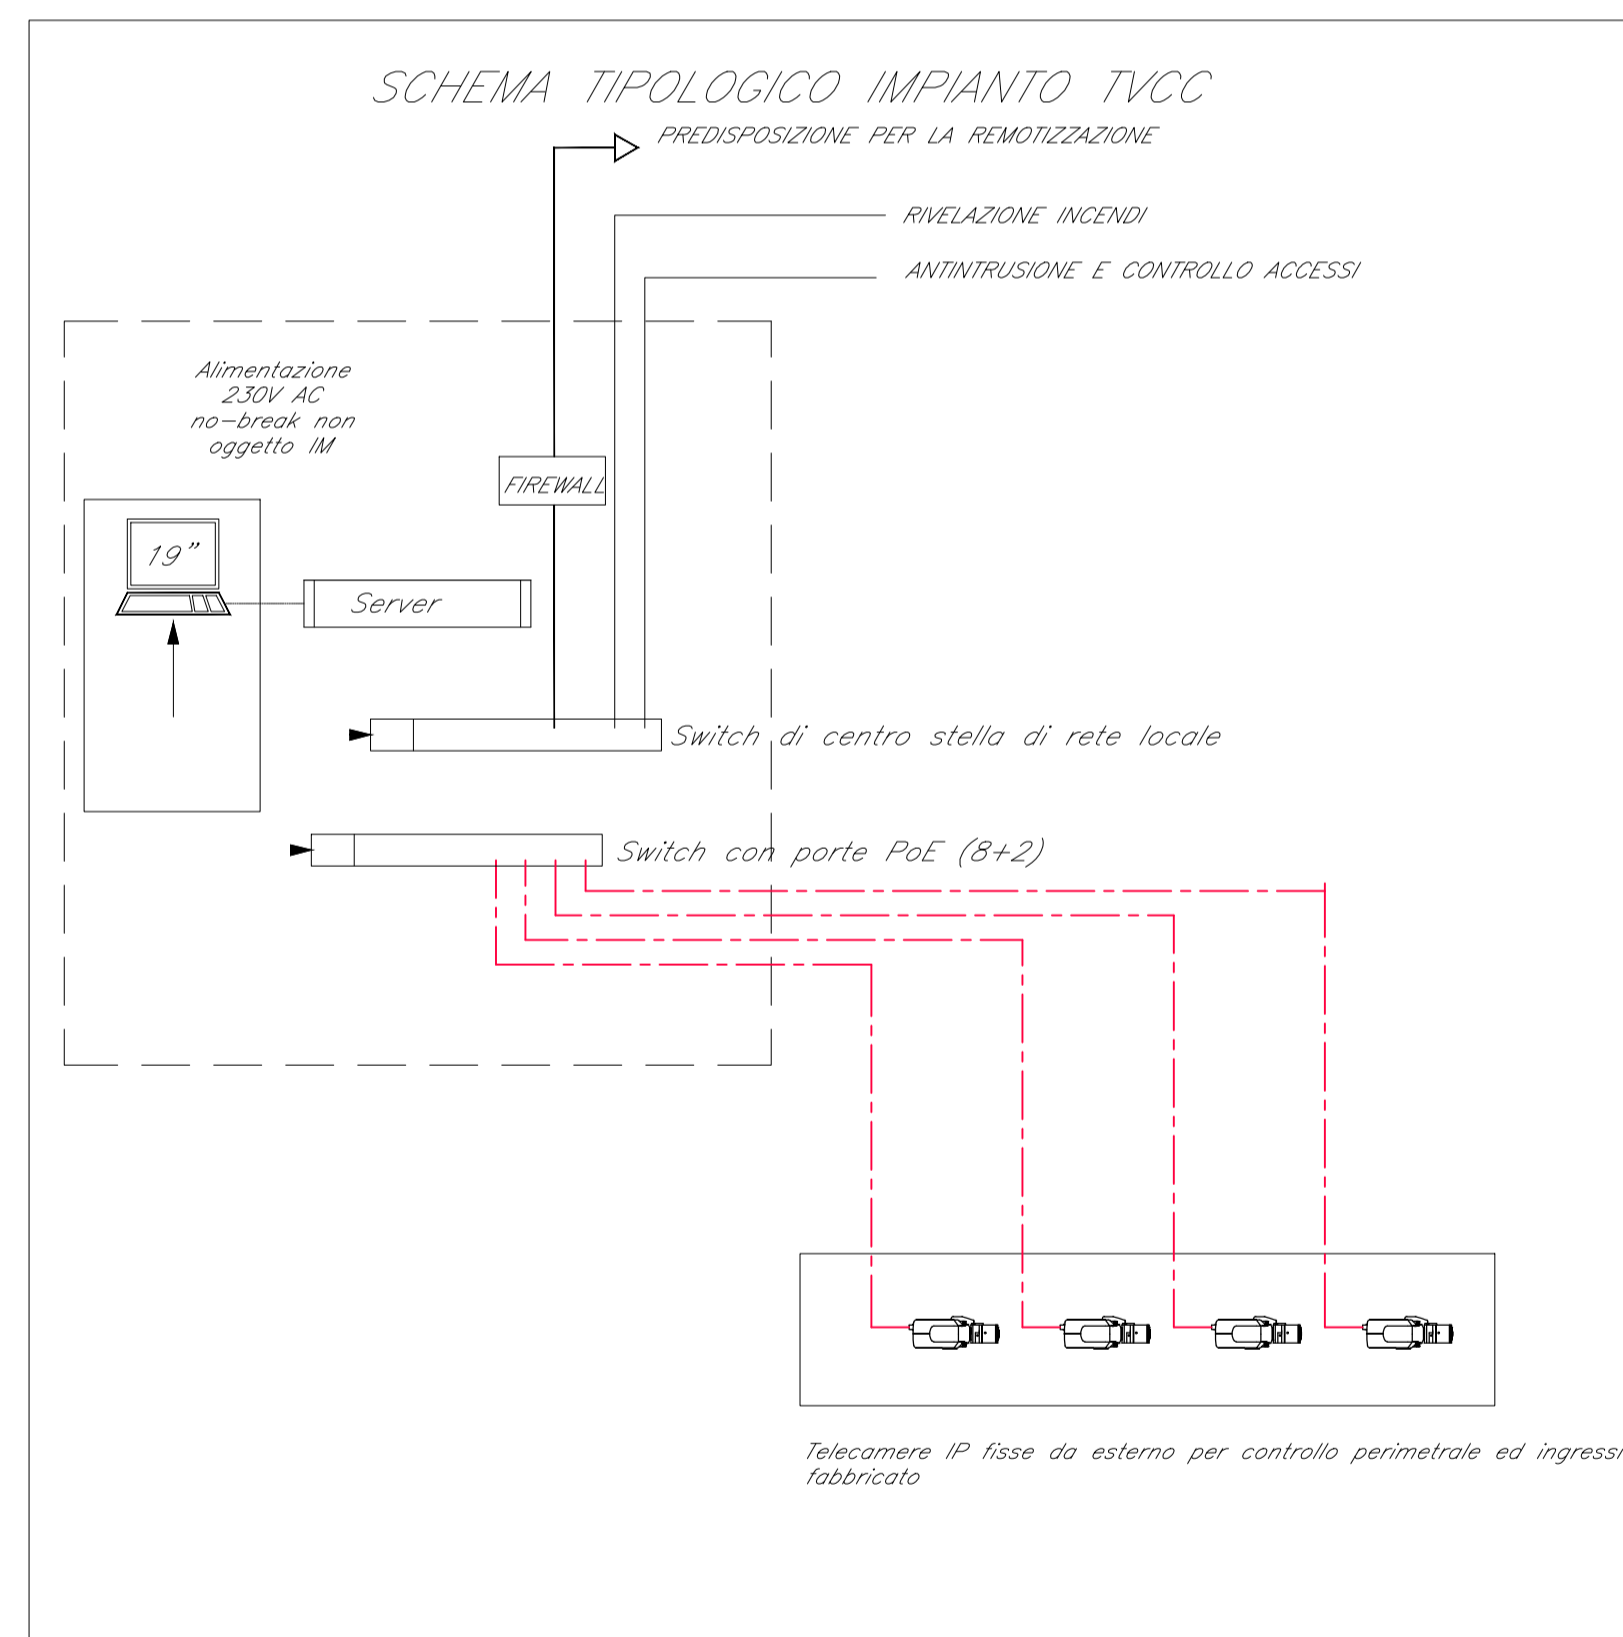 SCHEMA TIPOLOGICO IMPIANTO TVCC
PREDISPOSIZIONE PER LA REMOTIZZAZIONE
RIVELAZIONE INCENDI
ANTINTRUSIONE E CONTROLLO ACCESSI
Alimentazione
230V AC
no-break non
oggetto IM
FIREWALL
19"
Server
Switch di centro stella di rete locale
Switch con porte PoE (8+2)
Telecamere IP fisse da esterno per controllo perimetrale ed ingressi
fabbricato